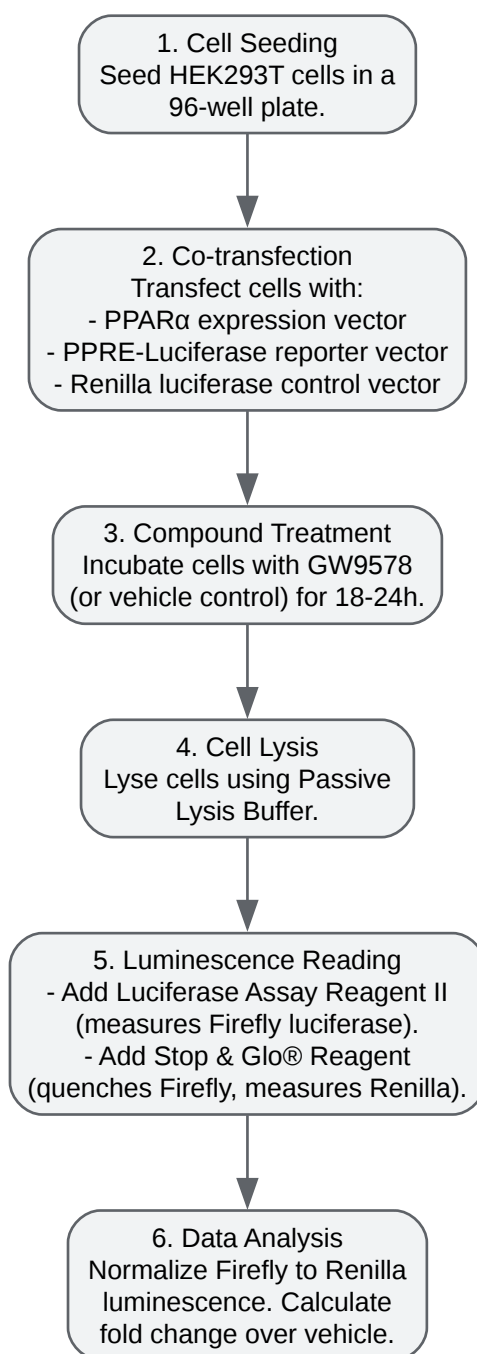 1. Cell Seeding
Seed HEK293T cells in a
96-well plate.
2. Co-transfection
Transfect cells with:
- PPARα expression vector
- PPRE-Luciferase reporter vector
- Renilla luciferase control vector
3. Compound Treatment
Incubate cells with GW9578
(or vehicle control) for 18-24h.
4. Cell Lysis
Lyse cells using Passive
Lysis Buffer.
5. Luminescence Reading
- Add Luciferase Assay Reagent II
(measures Firefly luciferase).
- Add Stop & Glo® Reagent
(quenches Firefly, measures Renilla).
6. Data Analysis
Normalize Firefly to Renilla
luminescence. Calculate
fold change over vehicle.